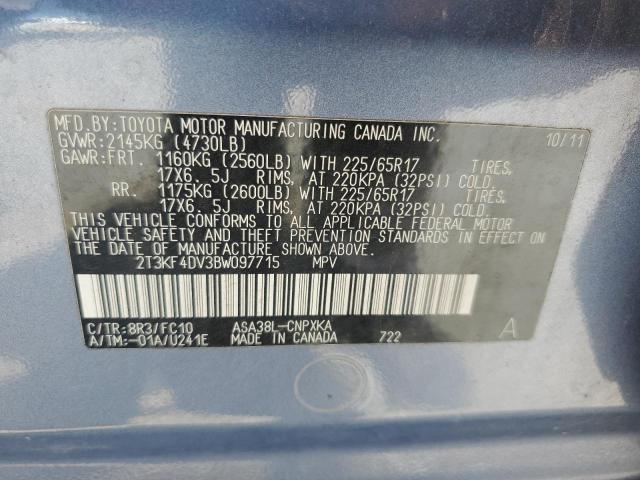 MFD.BY:TOYOTA MOTOR MANUFACTURING CANADA INC.
GVWR:2145KG (4730LB) 10/11
GAWR:FRT. 1160KG (2560LB) WITH 225/65R17 TIRES,
17X6. 5J RIMS, AT 220KPA (32PSI) COLD.
RR. 1175KG (2600LB) WITH 225/65R17 TIRES,
17X6. 5J RIMS, AT 220KPA (32PSI) COLD.
THIS VEHICLE CONFORMS TO ALL APPLICABLE FEDERAL MOTOR
VEHICLE SAFETY AND THEFT PREVENTION STANDARDS IN EFFECT ON
THE DATE OF MANUFACTURE SHOWN ABOVE.
2T3KF4DV3BW097715 MPV
C/TR:8R3/FC10 ASA38L-CNPXKA A
A/TM:-01A/U241E MADE IN CANADA 722